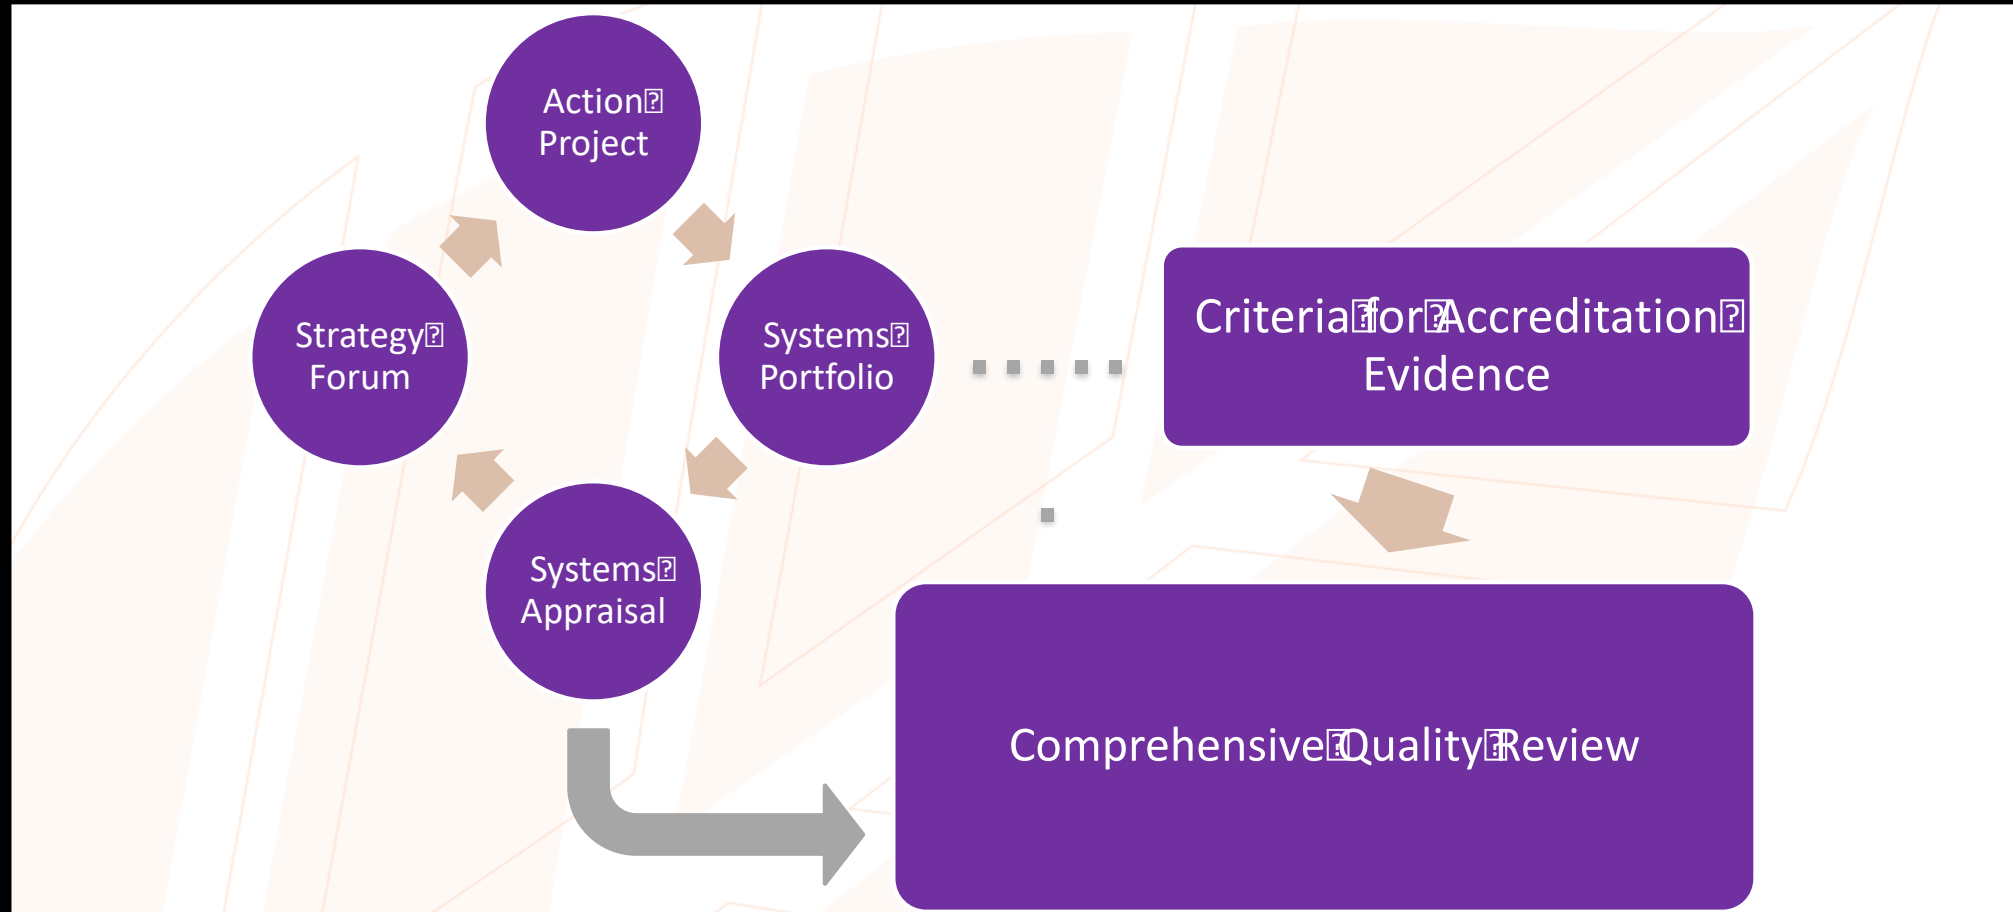 Action
Project
Strategy
Forum
Systems
Portfolio
Systems
Appraisal
Criteria for Accreditation
Evidence
Comprehensive Quality Review